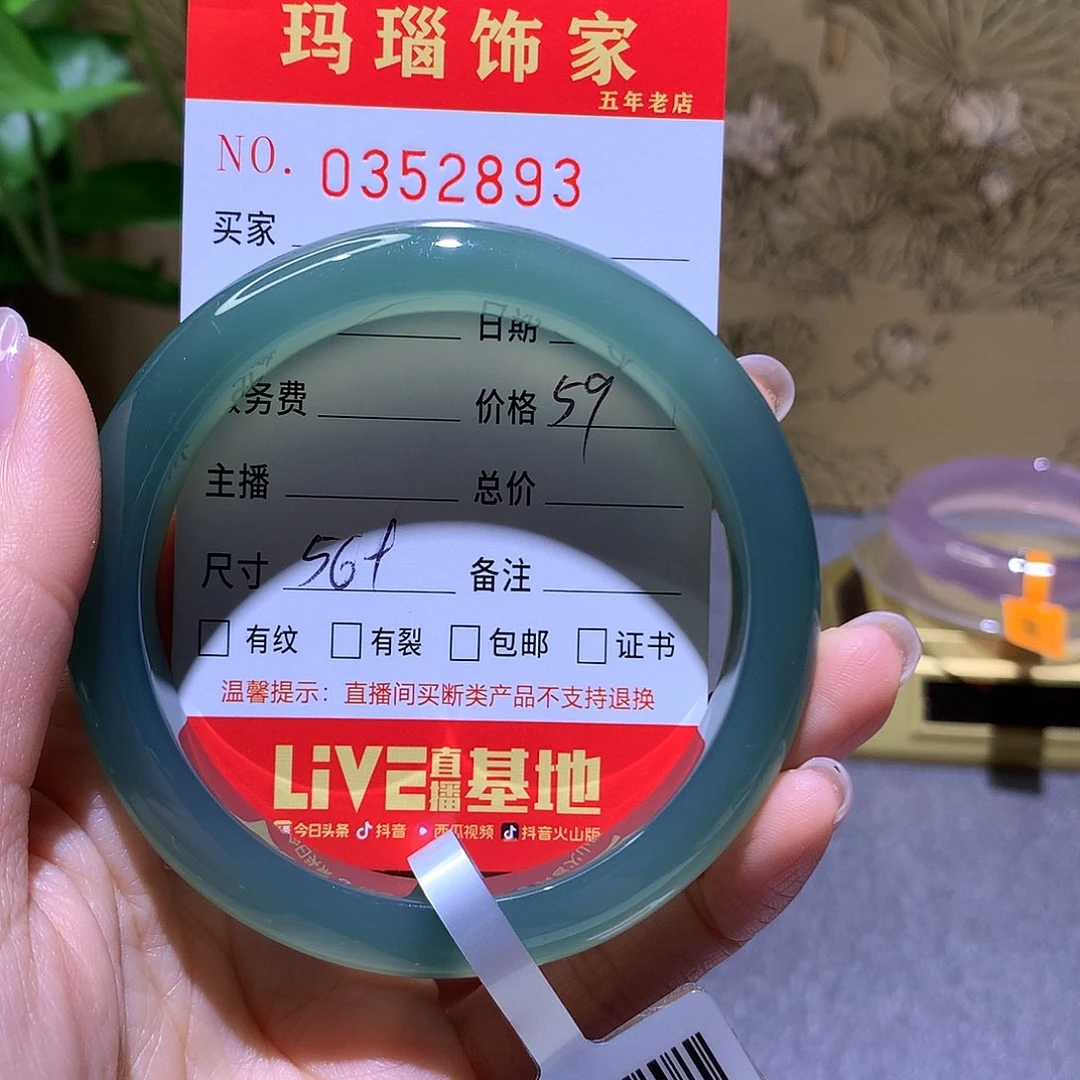 玛瑙饰家
五年老店
NO. 0352893
买家
日期
务费 价格 59
主播 总价
尺寸 56+ 备注
有纹 有裂 包邮 证书
温馨提示：直播间买断类产品不支持退换
LIVE直播基地
今日头条 抖音 西瓜视频 抖音火山版